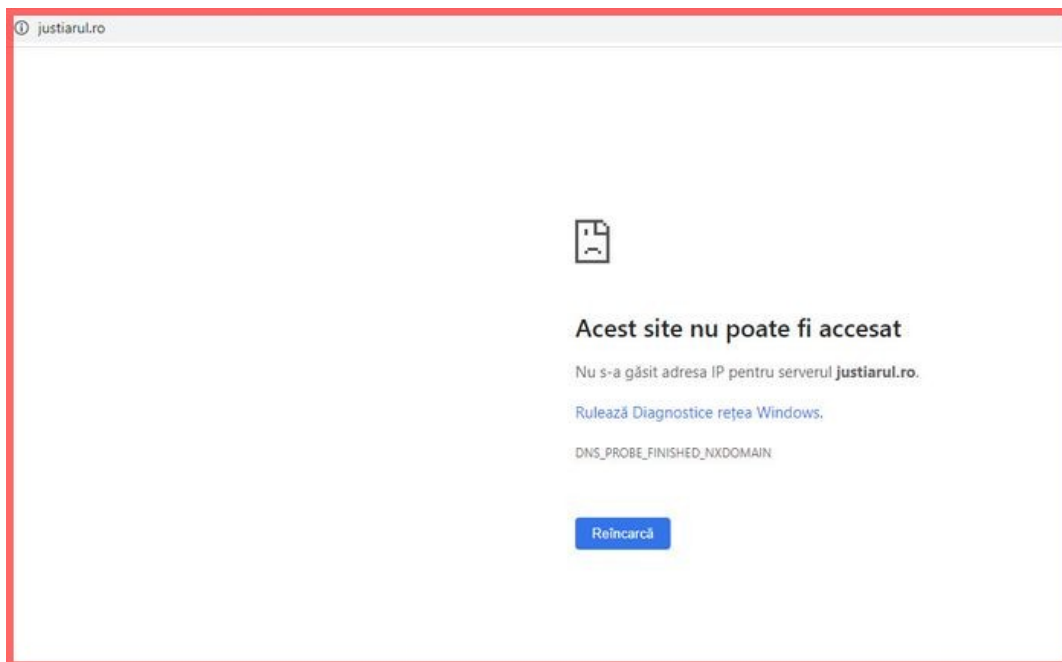 justiarul.ro
Acest site nu poate fi accesat
Nu s-a găsit adresa IP pentru serverul justiarul.ro.
Rulează Diagnostice rețea Windows.
DNS_PROBE_FINISHED_NXDOMAIN
Reîncarcă